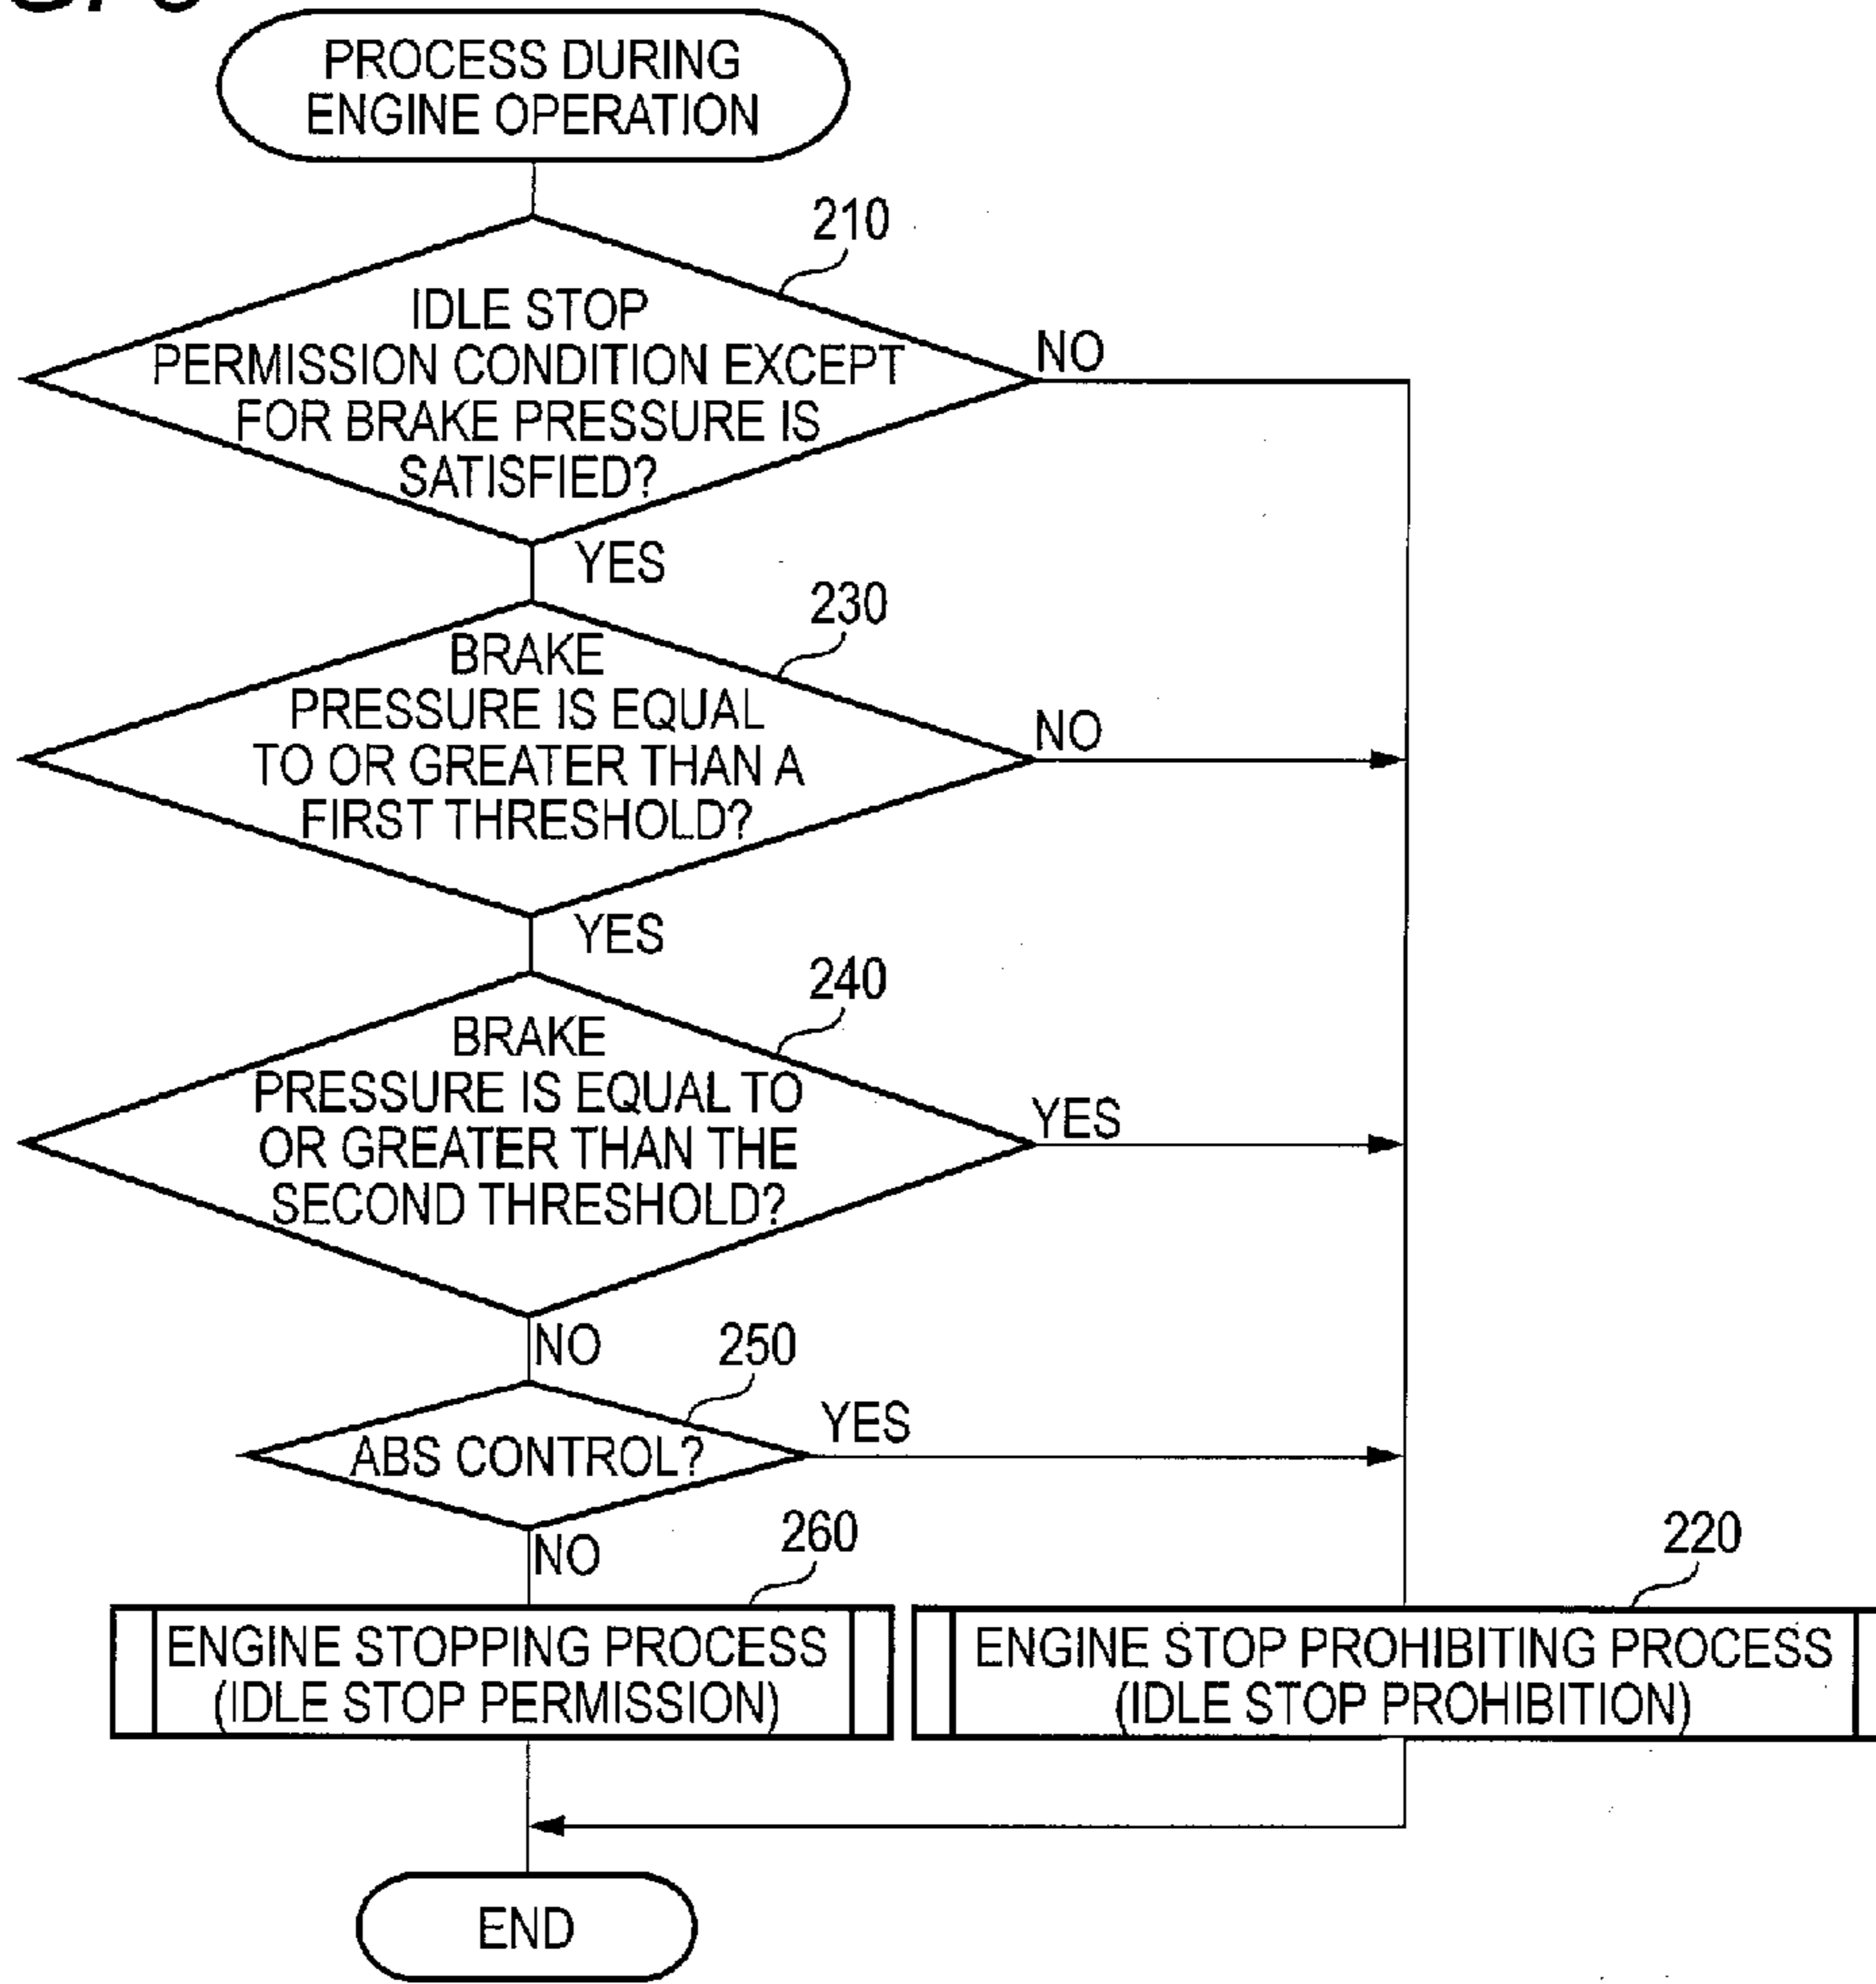 PROCESS DURING
ENGINE OPERATION
210
IDLE STOP
PERMISSION CONDITION EXCEPT
FOR BRAKE PRESSURE IS
SATISFIED?
NO
YES
230
BRAKE
PRESSURE IS EQUAL
TO OR GREATER THAN A
FIRST THRESHOLD?
NO
YES
240
BRAKE
PRESSURE IS EQUAL TO
OR GREATER THAN THE
SECOND THRESHOLD?
YES
NO
250
ABS CONTROL?
YES
NO
260
ENGINE STOPPING PROCESS
(IDLE STOP PERMISSION)
220
ENGINE STOP PROHIBITING PROCESS
(IDLE STOP PROHIBITION)
END